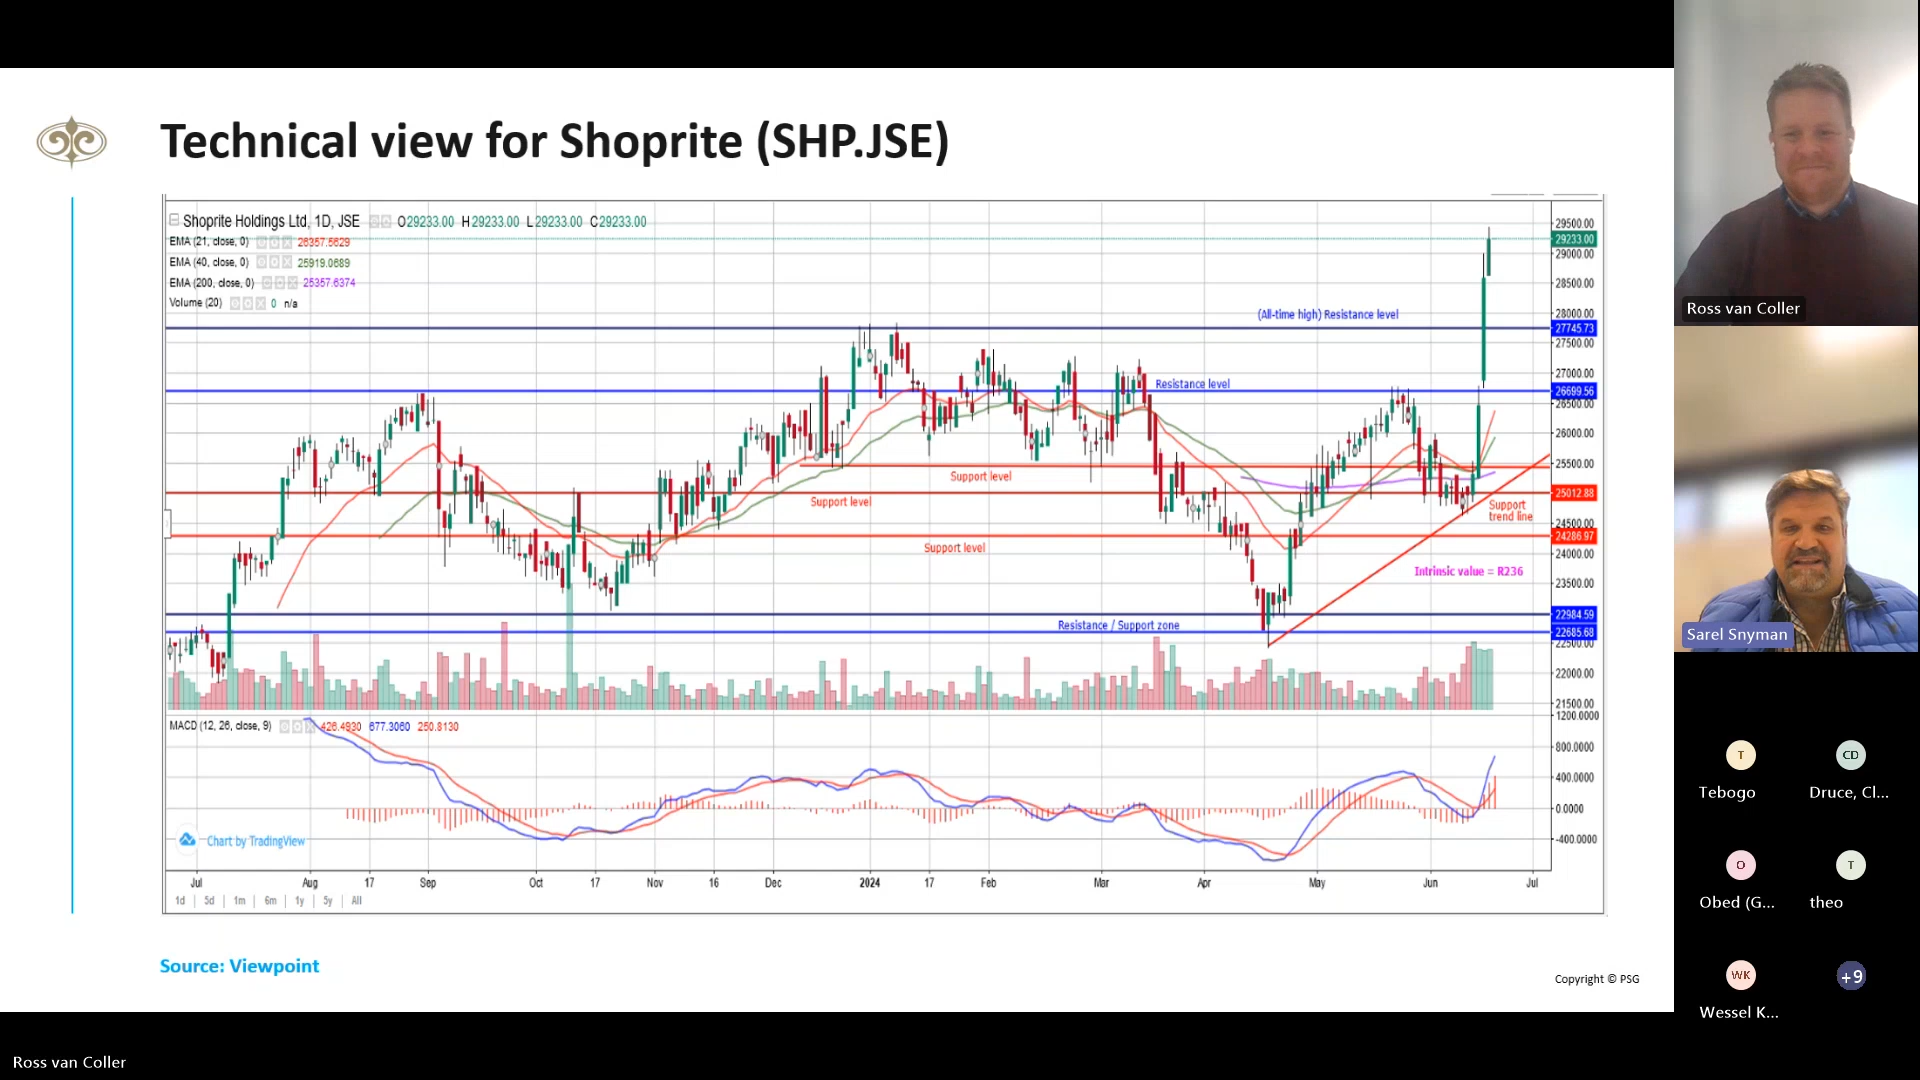 Technical view for Shoprite (SHP.JSE)
Shoprite Holdings Ltd, 1D, JSE O29233.00 H29233.00 L29233.00 C29233.00
EMA (21, close, 0) 26357.5629
EMA (40, close, 0) 25919.0689
EMA (200, close, 0) 25357.6374
Volume (20) 0 n/a
(All-time high) Resistance level
Resistance level
Support level
Support level
Support level
Support
trend line
Intrinsic value = R236
Resistance / Support zone
29500.00
29233.00
29000.00
28500.00
28000.00
27745.73
27500.00
27000.00
26699.56
26500.00
26000.00
25500.00
25012.88
24500.00
24286.97
24000.00
23500.00
22984.59
22685.68
22500.00
22000.00
21500.00
1200.0000
800.0000
400.0000
0.0000
-400.0000
MACD (12, 26, close, 9) 426.4930 677.3060 250.8130
Chart by TradingView
Jul Aug 17 Sep Oct 17 Nov 16 Dec 2024 17 Feb Mar Apr May Jun Jul
1d 5d 1m 6m 1y 5y All
Source: Viewpoint
Copyright © PSG
Ross van Coller
Sarel Snyman
T
Tebogo
CD
Druce, Cl...
O
Obed (G...
T
theo
WK
Wessel K...
+9
Ross van Coller